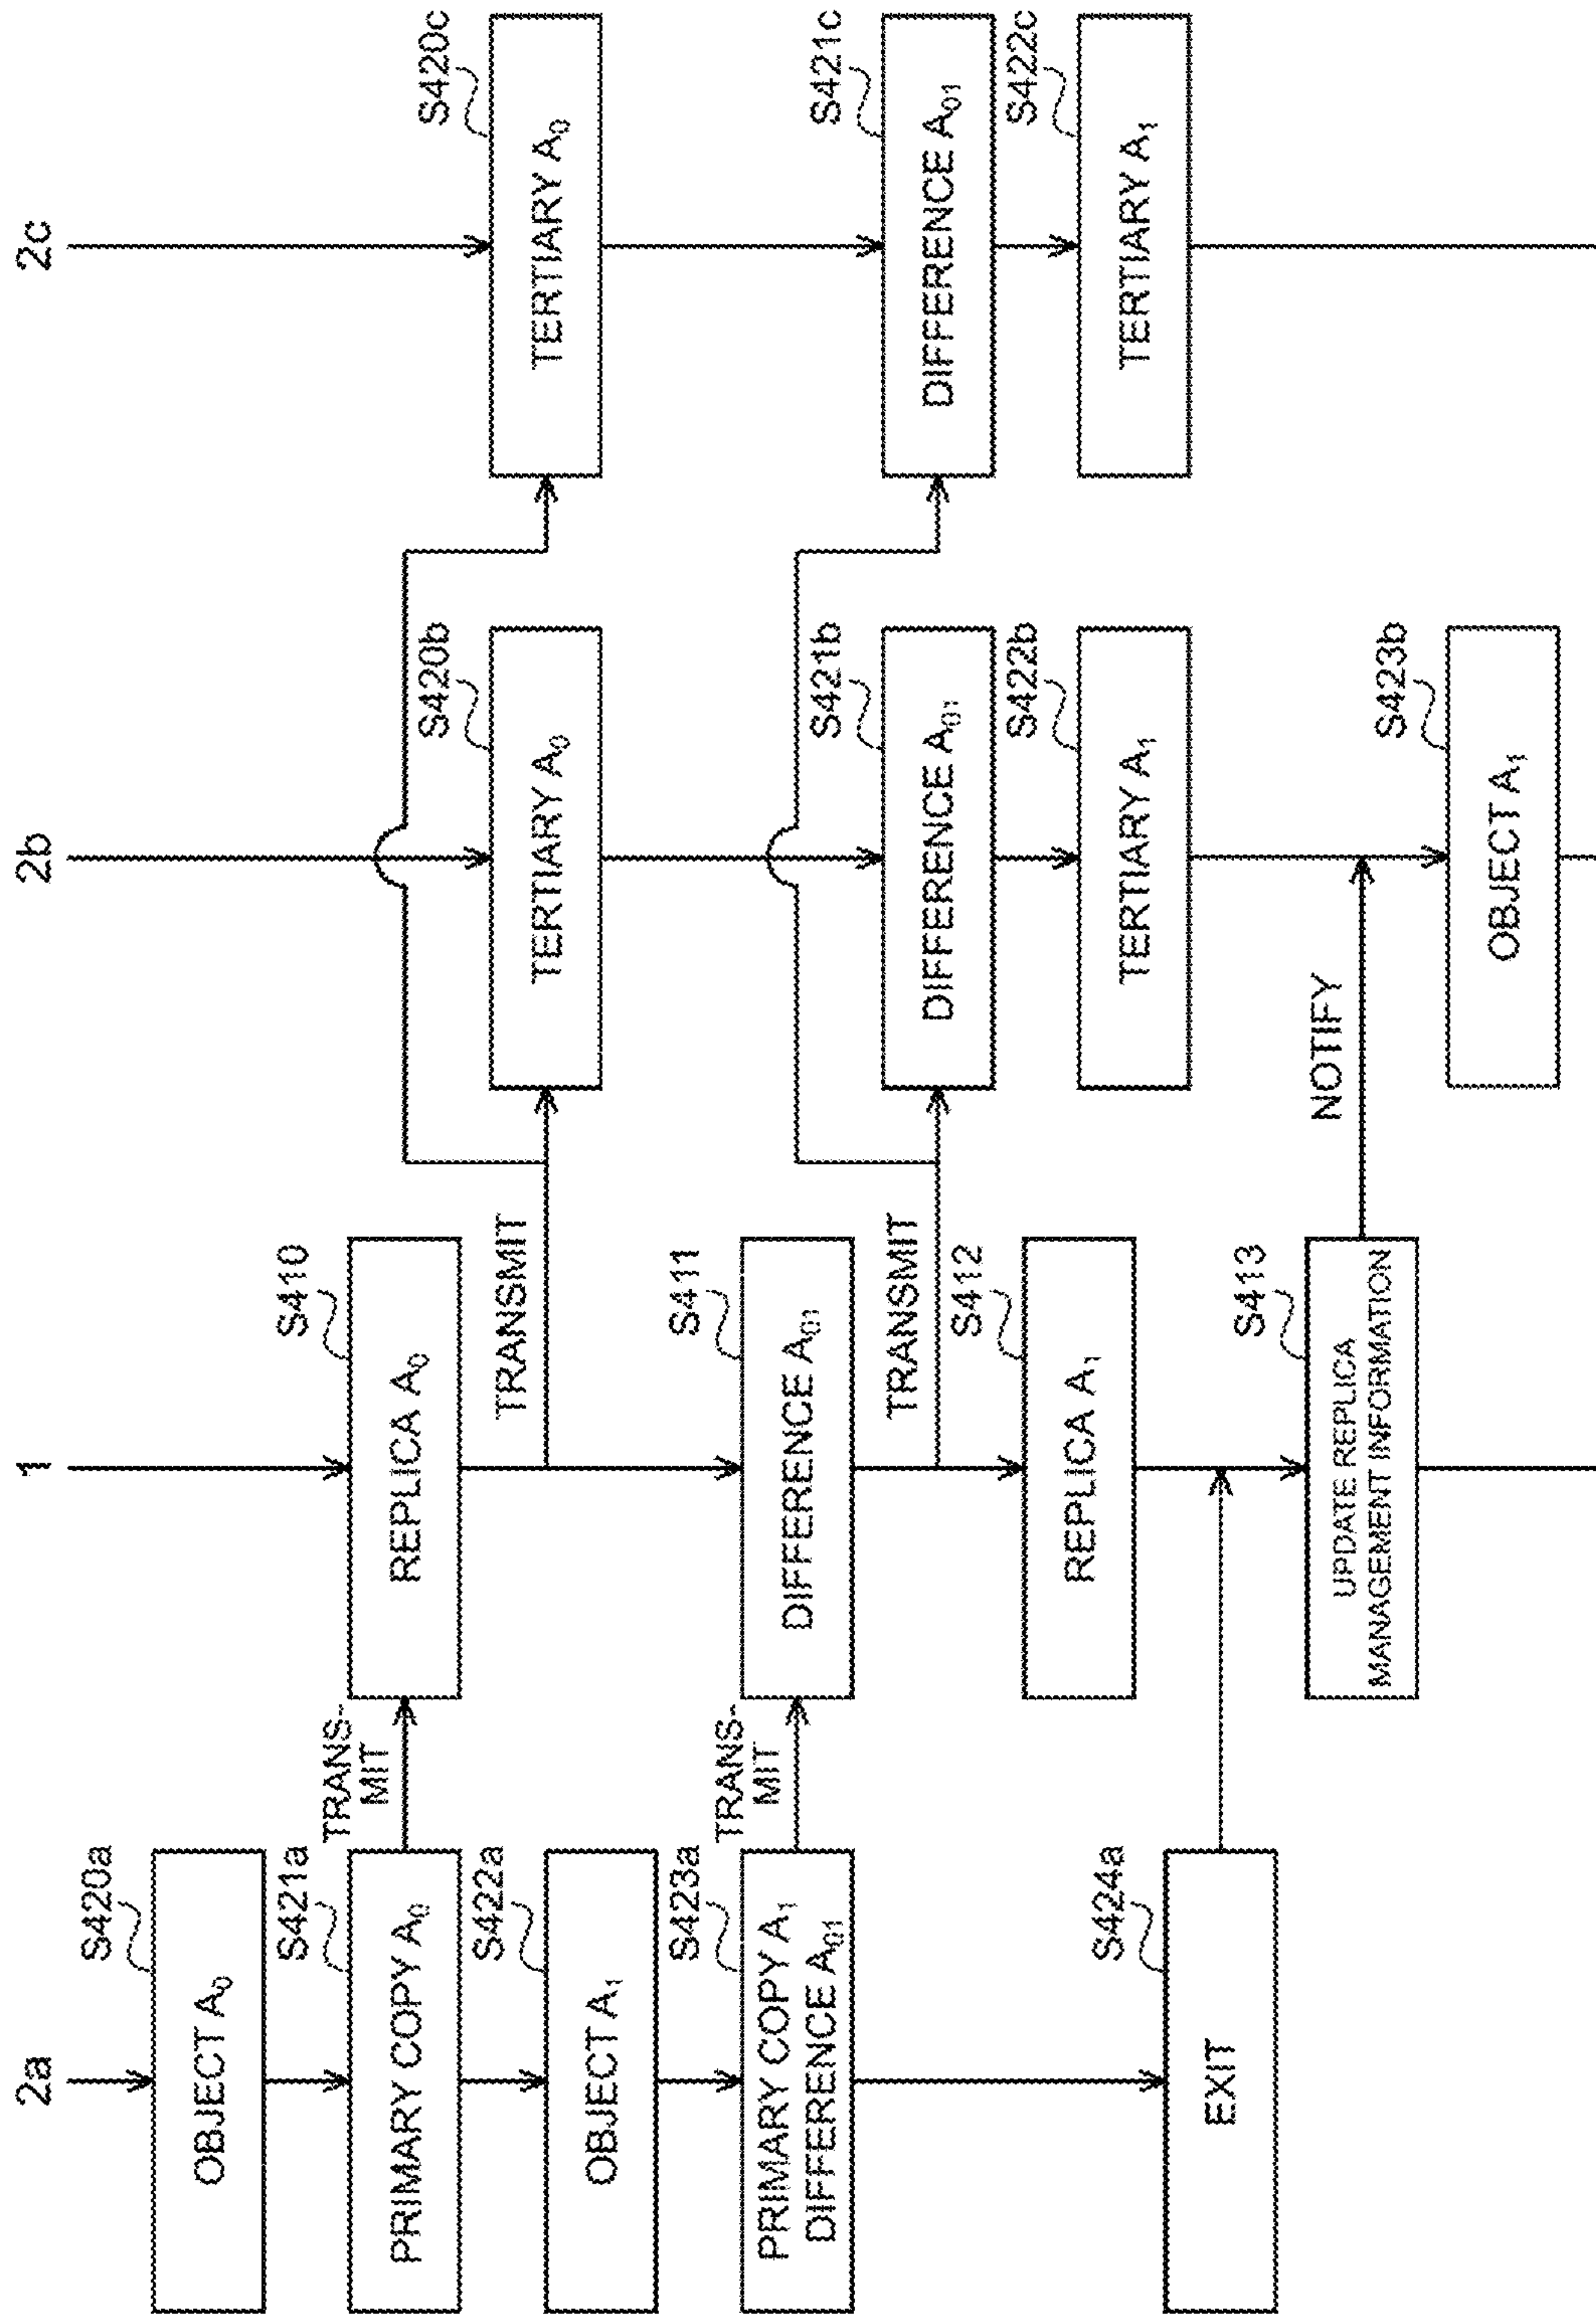 2a
1
2b
2c
S420a
OBJECT A₀
S421a
PRIMARY COPY A₀
TRANS-
MIT
S410
REPLICA A₀
S422a
OBJECT A₁
TRANSMIT
S420b
TERTIARY A₀
S420c
TERTIARY A₀
S423a
PRIMARY COPY A₁
DIFFERENCE A₀₁
TRANS-
MIT
S411
DIFFERENCE A₀₁
TRANSMIT
S421b
DIFFERENCE A₀₁
S421c
DIFFERENCE A₀₁
S412
REPLICA A₁
S422b
TERTIARY A₁
S422c
TERTIARY A₁
S424a
EXIT
S413
UPDATE REPLICA
MANAGEMENT INFORMATION
NOTIFY
S423b
OBJECT A₁